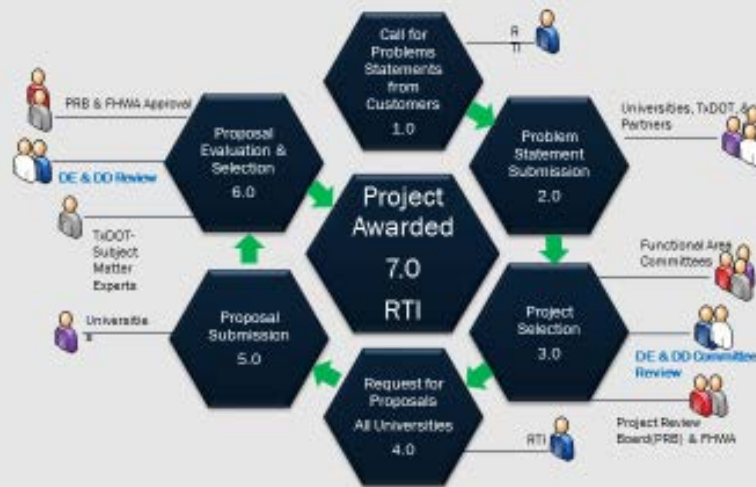 Call for
Problems
Statements
from
Customers
1.0
R
TI
Universities, TxDOT, &
Partners
Problem
Statement
Submission
2.0
Functional Area
Committees
DE & DD Committee
Review
Project
Selection
3.0
Project Review
Board(PRB) & FHWA
Request for
Proposals
All Universities
4.0
RTI
Proposal
Submission
5.0
Universitie
s
PRB & FHWA Approval
DE & DD Review
TxDOT-
Subject
Matter
Experts
Proposal
Evaluation &
Selection
6.0
Project
Awarded
7.0
RTI